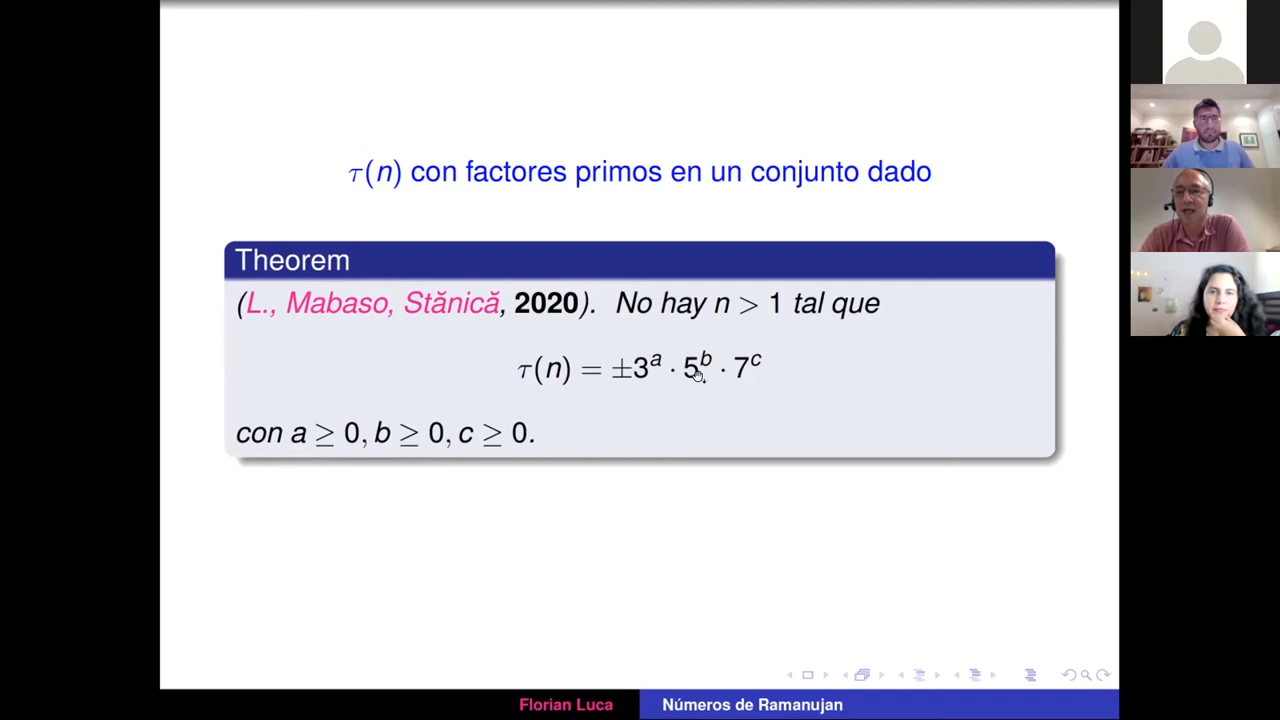 τ(n) con factores primos en un conjunto dado
Theorem
(L., Mabaso, Stănică, 2020). No hay n > 1 tal que
τ(n) = ±3^a · 5^b · 7^c
con a ≥ 0, b ≥ 0, c ≥ 0.
Florian Luca
Números de Ramanujan